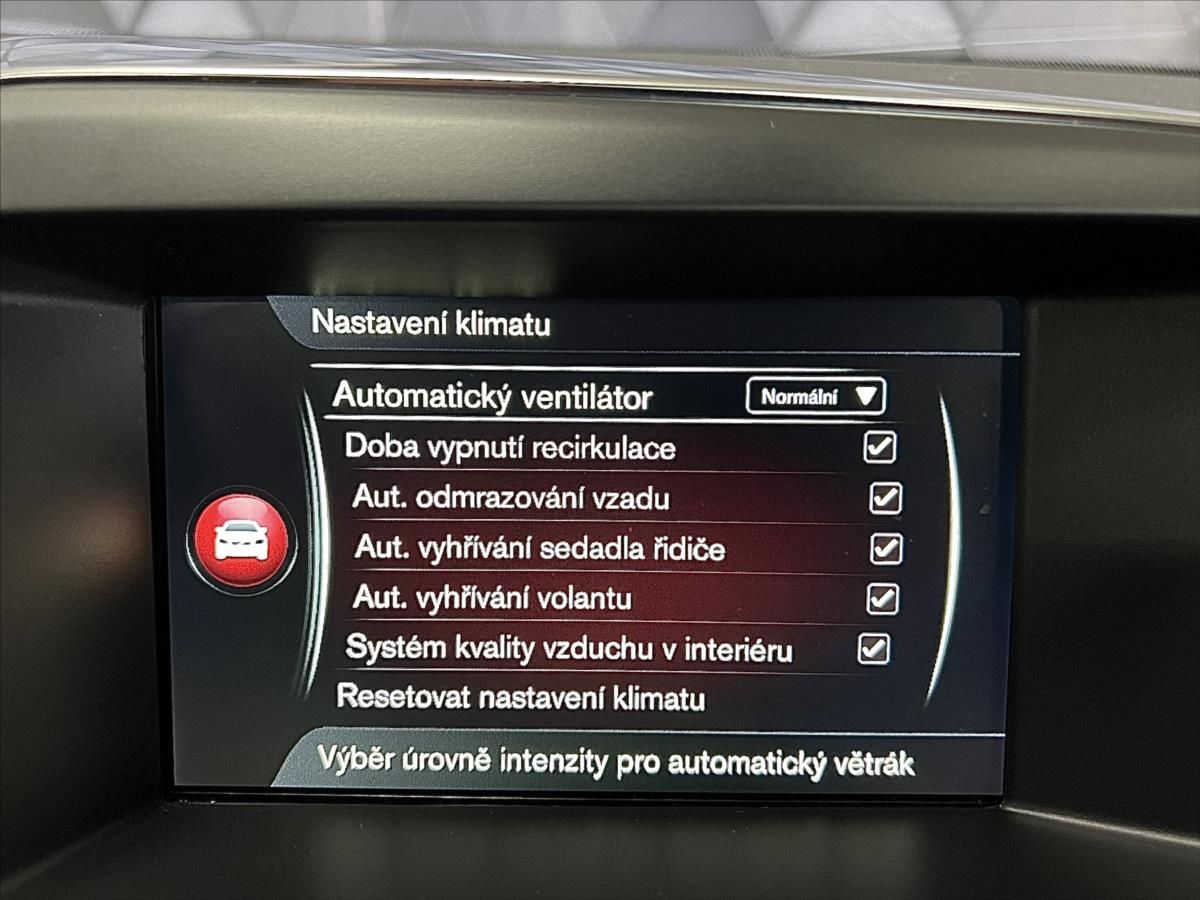 Nastavení klimatu
Automatický ventilátor Normální
Doba vypnutí recirkulace
Aut. odmrazování vzadu
Aut. vyhřívání sedadla řidiče
Aut. vyhřívání volantu
Systém kvality vzduchu v interiéru
Resetovat nastavení klimatu
Výběr úrovně intenzity pro automatický větrák